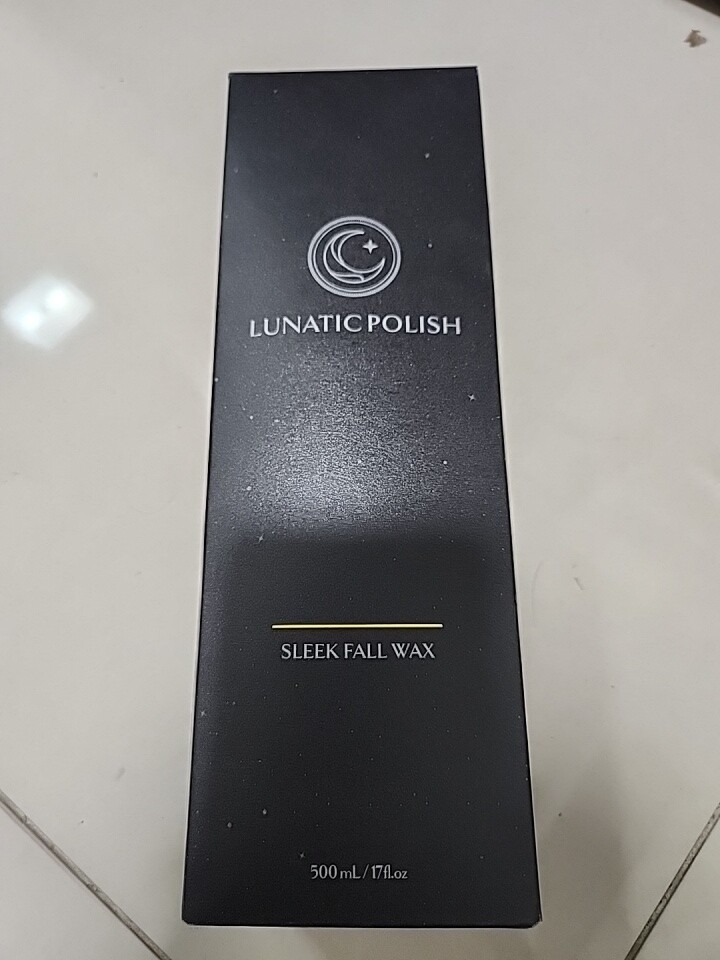 LUNATIC POLISH
SLEEK FALL WAX
500 mL / 17fl.oz